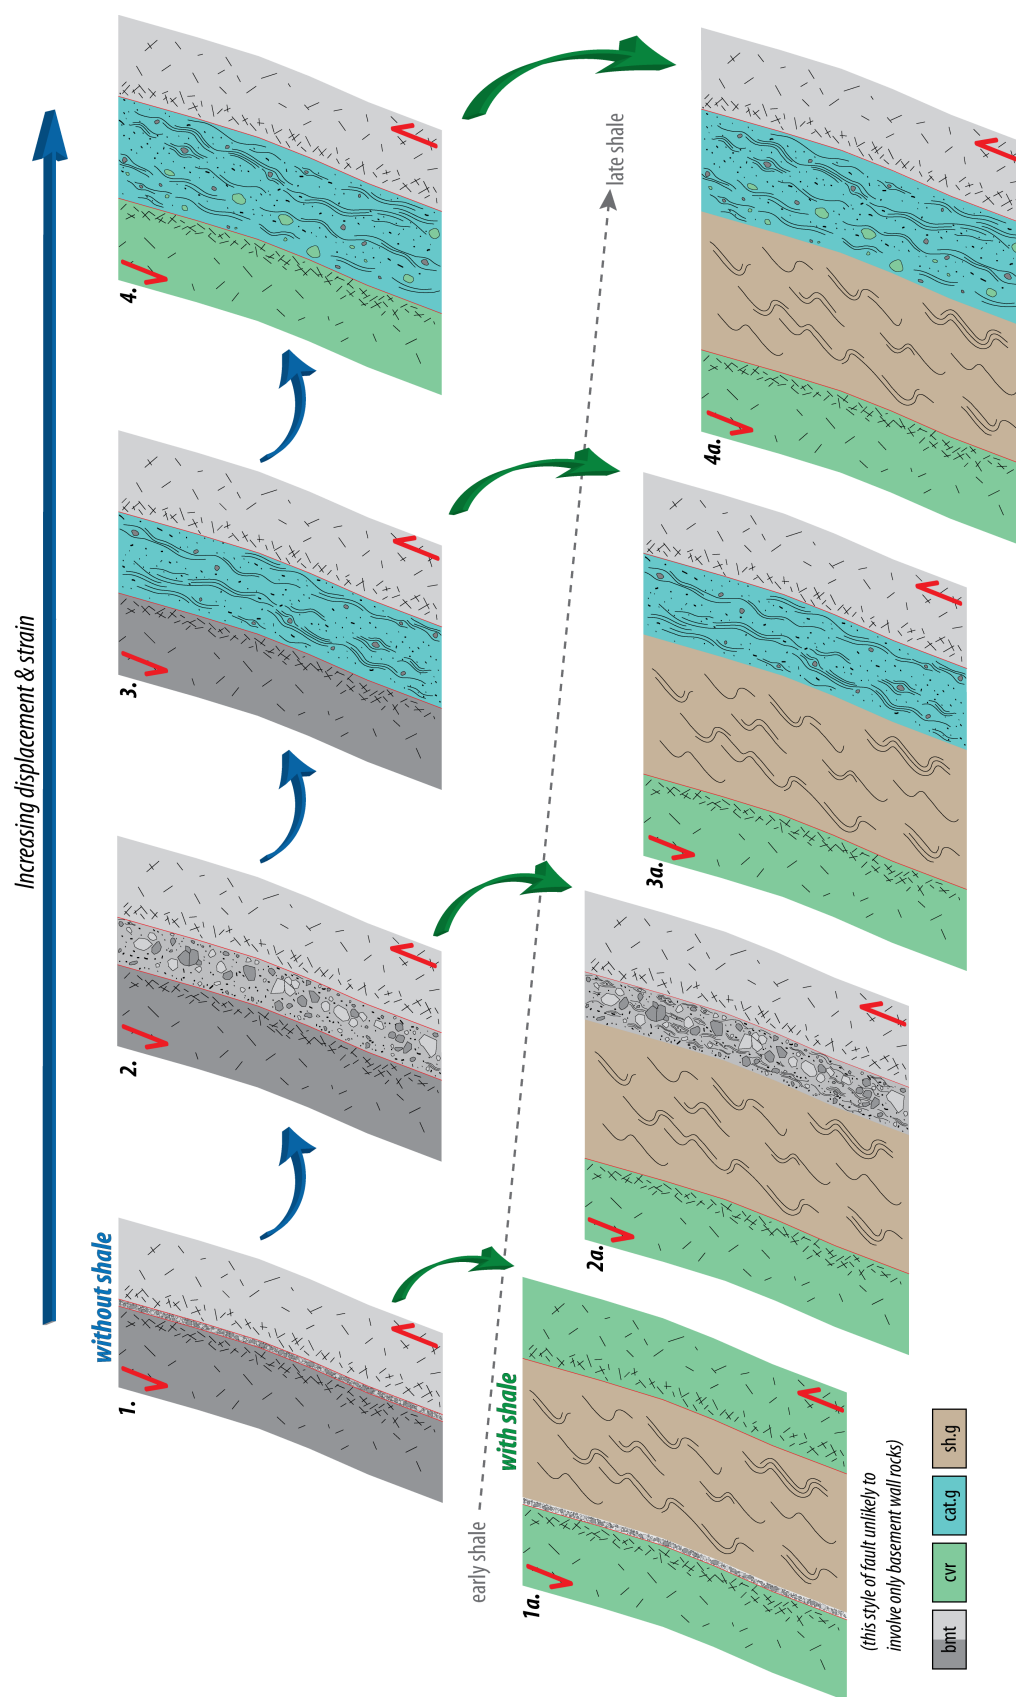 Increasing displacement & strain
without shale
1.
2.
3.
4.
early shale
late shale
with shale
1a.
2a.
3a.
4a.
(this style of fault unlikely to
involve only basement wall rocks)
bmt
cvr
cat.g
sh.g